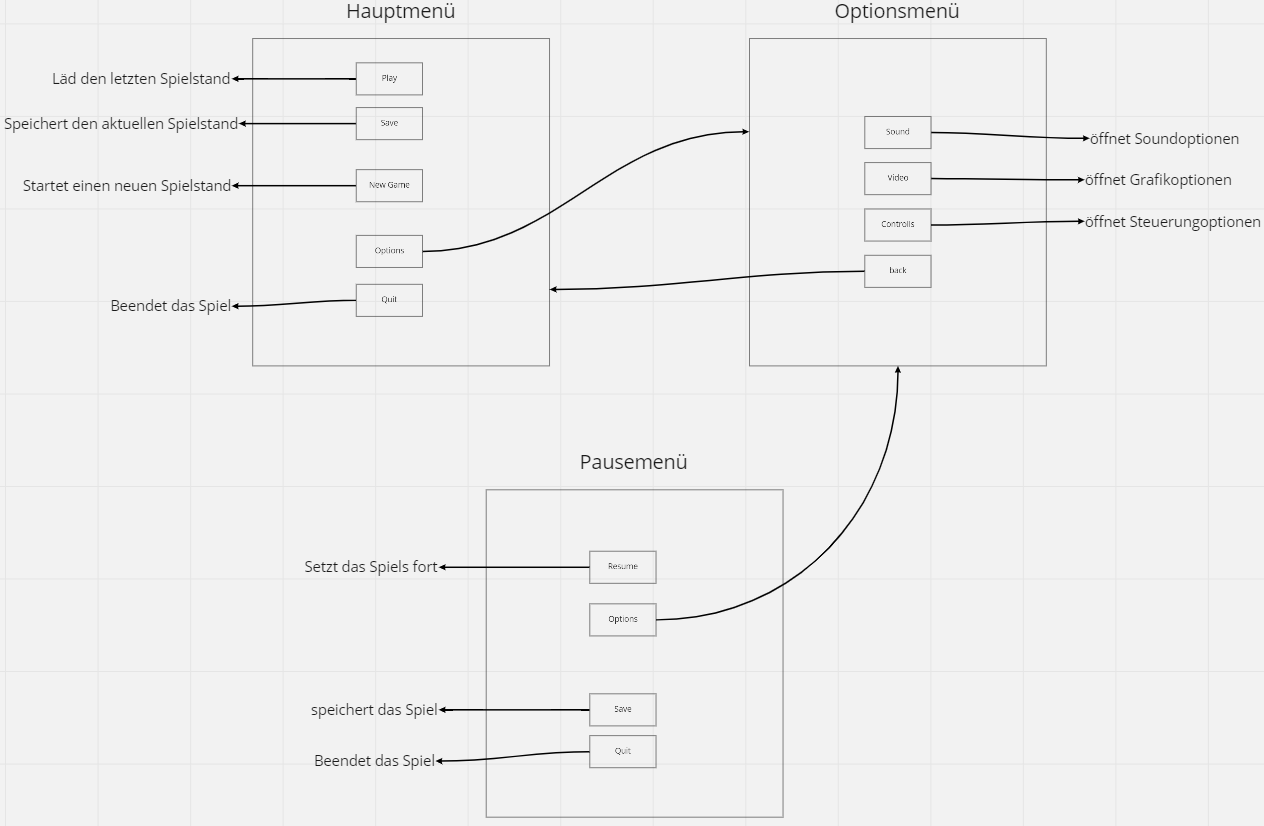 Hauptmenü
Optionsmenü
Läd den letzten Spielstand
Play
Speichert den aktuellen Spielstand
Save
Startet einen neuen Spielstand
New Game
Options
Beendet das Spiel
Quit
Sound
öffnet Soundoptionen
Video
öffnet Grafikoptionen
Controlls
öffnet Steuerungoptionen
back
Pausemenü
Setzt das Spiels fort
Resume
Options
speichert das Spiel
Save
Beendet das Spiel
Quit